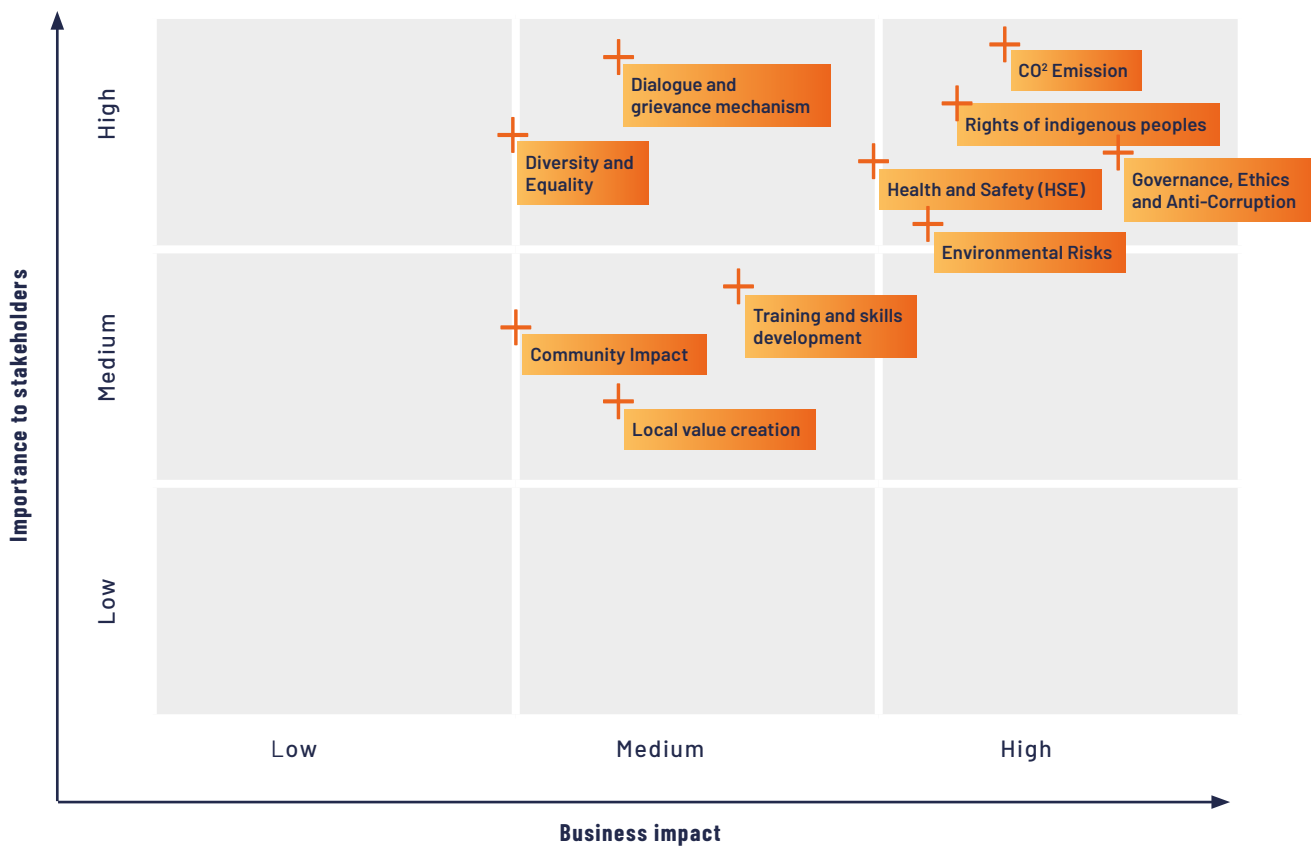 Importance to stakeholders
High
Medium
Low
Dialogue and
grievance mechanism
CO² Emission
Rights of indigenous peoples
Diversity and
Equality
Health and Safety (HSE)
Governance, Ethics
and Anti-Corruption
Environmental Risks
Training and skills
development
Community Impact
Local value creation
Low
Medium
High
Business impact